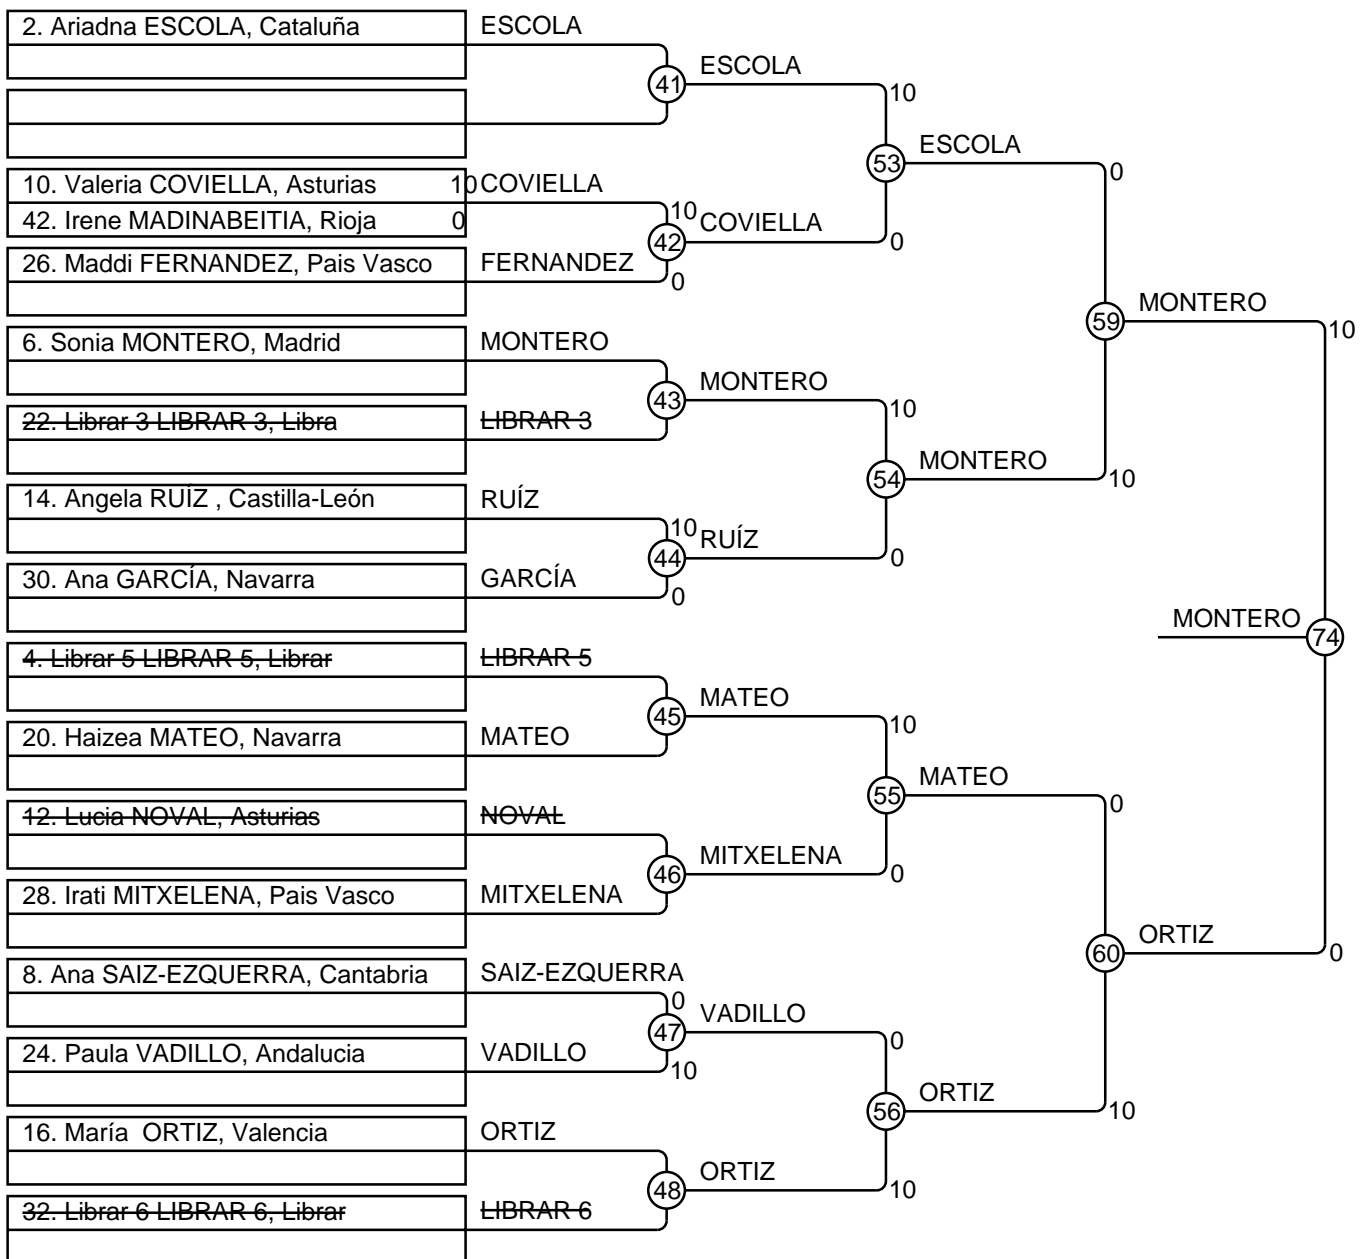 2. Ariadna ESCOLA, Cataluña ESCOLA
ESCOLA
41
10
ESCOLA
53
0
10. Valeria COVIELLA, Asturias 10 COVIELLA
42. Irene MADINABEITIA, Rioja 0
10 COVIELLA
42
0
26. Maddi FERNANDEZ, Pais Vasco FERNANDEZ
0
MONTERO
59
10
6. Sonia MONTERO, Madrid MONTERO
MONTERO
43
10
22. Librar 3 LIBRAR 3, Libra LIBRAR 3
MONTERO
54
10
14. Angela RUÍZ , Castilla-León RUÍZ
10 RUÍZ
44
0
30. Ana GARCÍA, Navarra GARCÍA
0
MONTERO
74
4. Librar 5 LIBRAR 5, Librar LIBRAR 5
MATEO
45
10
20. Haizea MATEO, Navarra MATEO
MATEO
55
0
12. Lucia NOVAL, Asturias NOVAL
MITXELENA
46
0
28. Irati MITXELENA, Pais Vasco MITXELENA
ORTIZ
60
0
8. Ana SAIZ-EZQUERRA, Cantabria SAIZ-EZQUERRA
0
VADILLO
47
0
24. Paula VADILLO, Andalucia VADILLO
10
ORTIZ
56
10
16. María  ORTIZ, Valencia ORTIZ
ORTIZ
48
10
32. Librar 6 LIBRAR 6, Librar LIBRAR 6